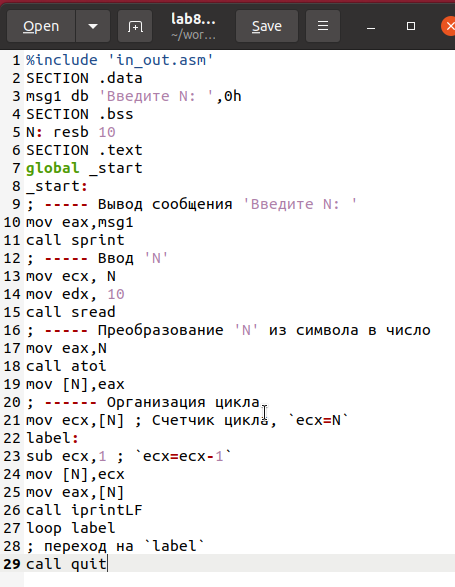 Open lab8... Save
~/wor...
1 %include 'in_out.asm'
2 SECTION .data
3 msg1 db 'Введите N: ',0h
4 SECTION .bss
5 N: resb 10
6 SECTION .text
7 global _start
8 _start:
9 ; ----- Вывод сообщения 'Введите N: '
10 mov eax,msg1
11 call sprint
12 ; ----- Ввод 'N'
13 mov ecx, N
14 mov edx, 10
15 call sread
16 ; ----- Преобразование 'N' из символа в число
17 mov eax,N
18 call atoi
19 mov [N],eax
20 ; ------ Организация цикла
21 mov ecx,[N] ; Счетчик цикла, `ecx=N`
22 label:
23 sub ecx,1 ; `ecx=ecx-1`
24 mov [N],ecx
25 mov eax,[N]
26 call iprintLF
27 loop label
28 ; переход на `label`
29 call quit